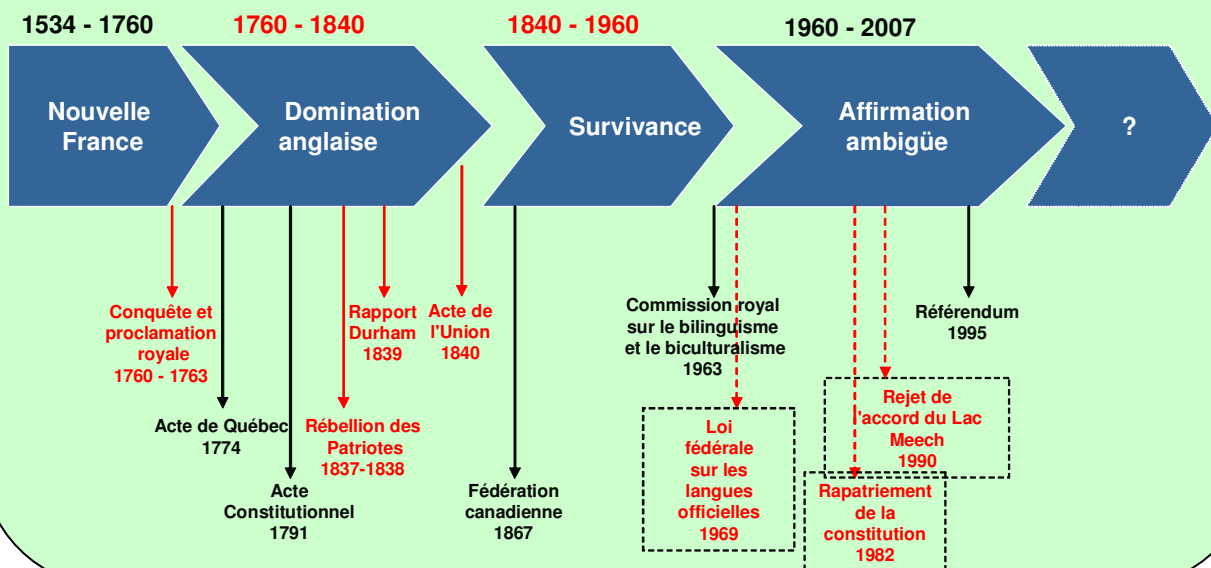 1534 - 1760
1760 - 1840
1840 - 1960
1960 - 2007
Nouvelle
France
Domination
anglaise
Survivance
Affirmation
ambigüe
?
Conquête et
proclamation
royale
1760 - 1763
Acte de Québec
1774
Acte
Constitutionnel
1791
Rébellion des
Patriotes
1837-1838
Rapport
Durham
1839
Acte de
l'Union
1840
Fédération
canadienne
1867
Commission royal
sur le bilinguisme
et le biculturalisme
1963
Loi
fédérale
sur les
langues
officielles
1969
Rapatriement
de la
constitution
1982
Rejet de
l'accord du Lac
Meech
1990
Référendum
1995